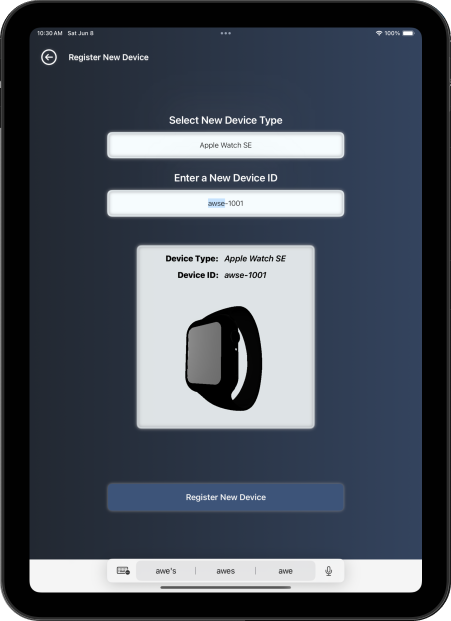 10:30 AM Sat Jun 8
100%
Register New Device
Select New Device Type
Apple Watch SE
Enter a New Device ID
awse-1001
Device Type: Apple Watch SE
Device ID: awse-1001
Register New Device
awe's awes awe